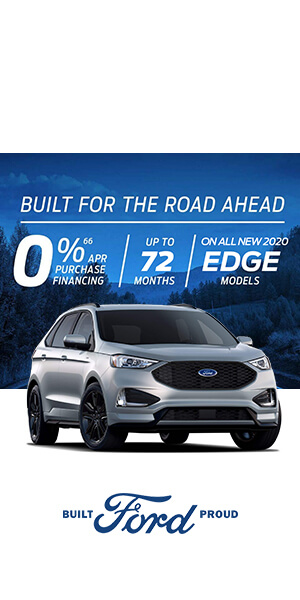 BUILT FOR THE ROAD AHEAD
0%66 APR
PURCHASE
FINANCING
UP TO
72
MONTHS
ON ALL NEW 2020
EDGE
MODELS
Ford
BUILT Ford PROUD